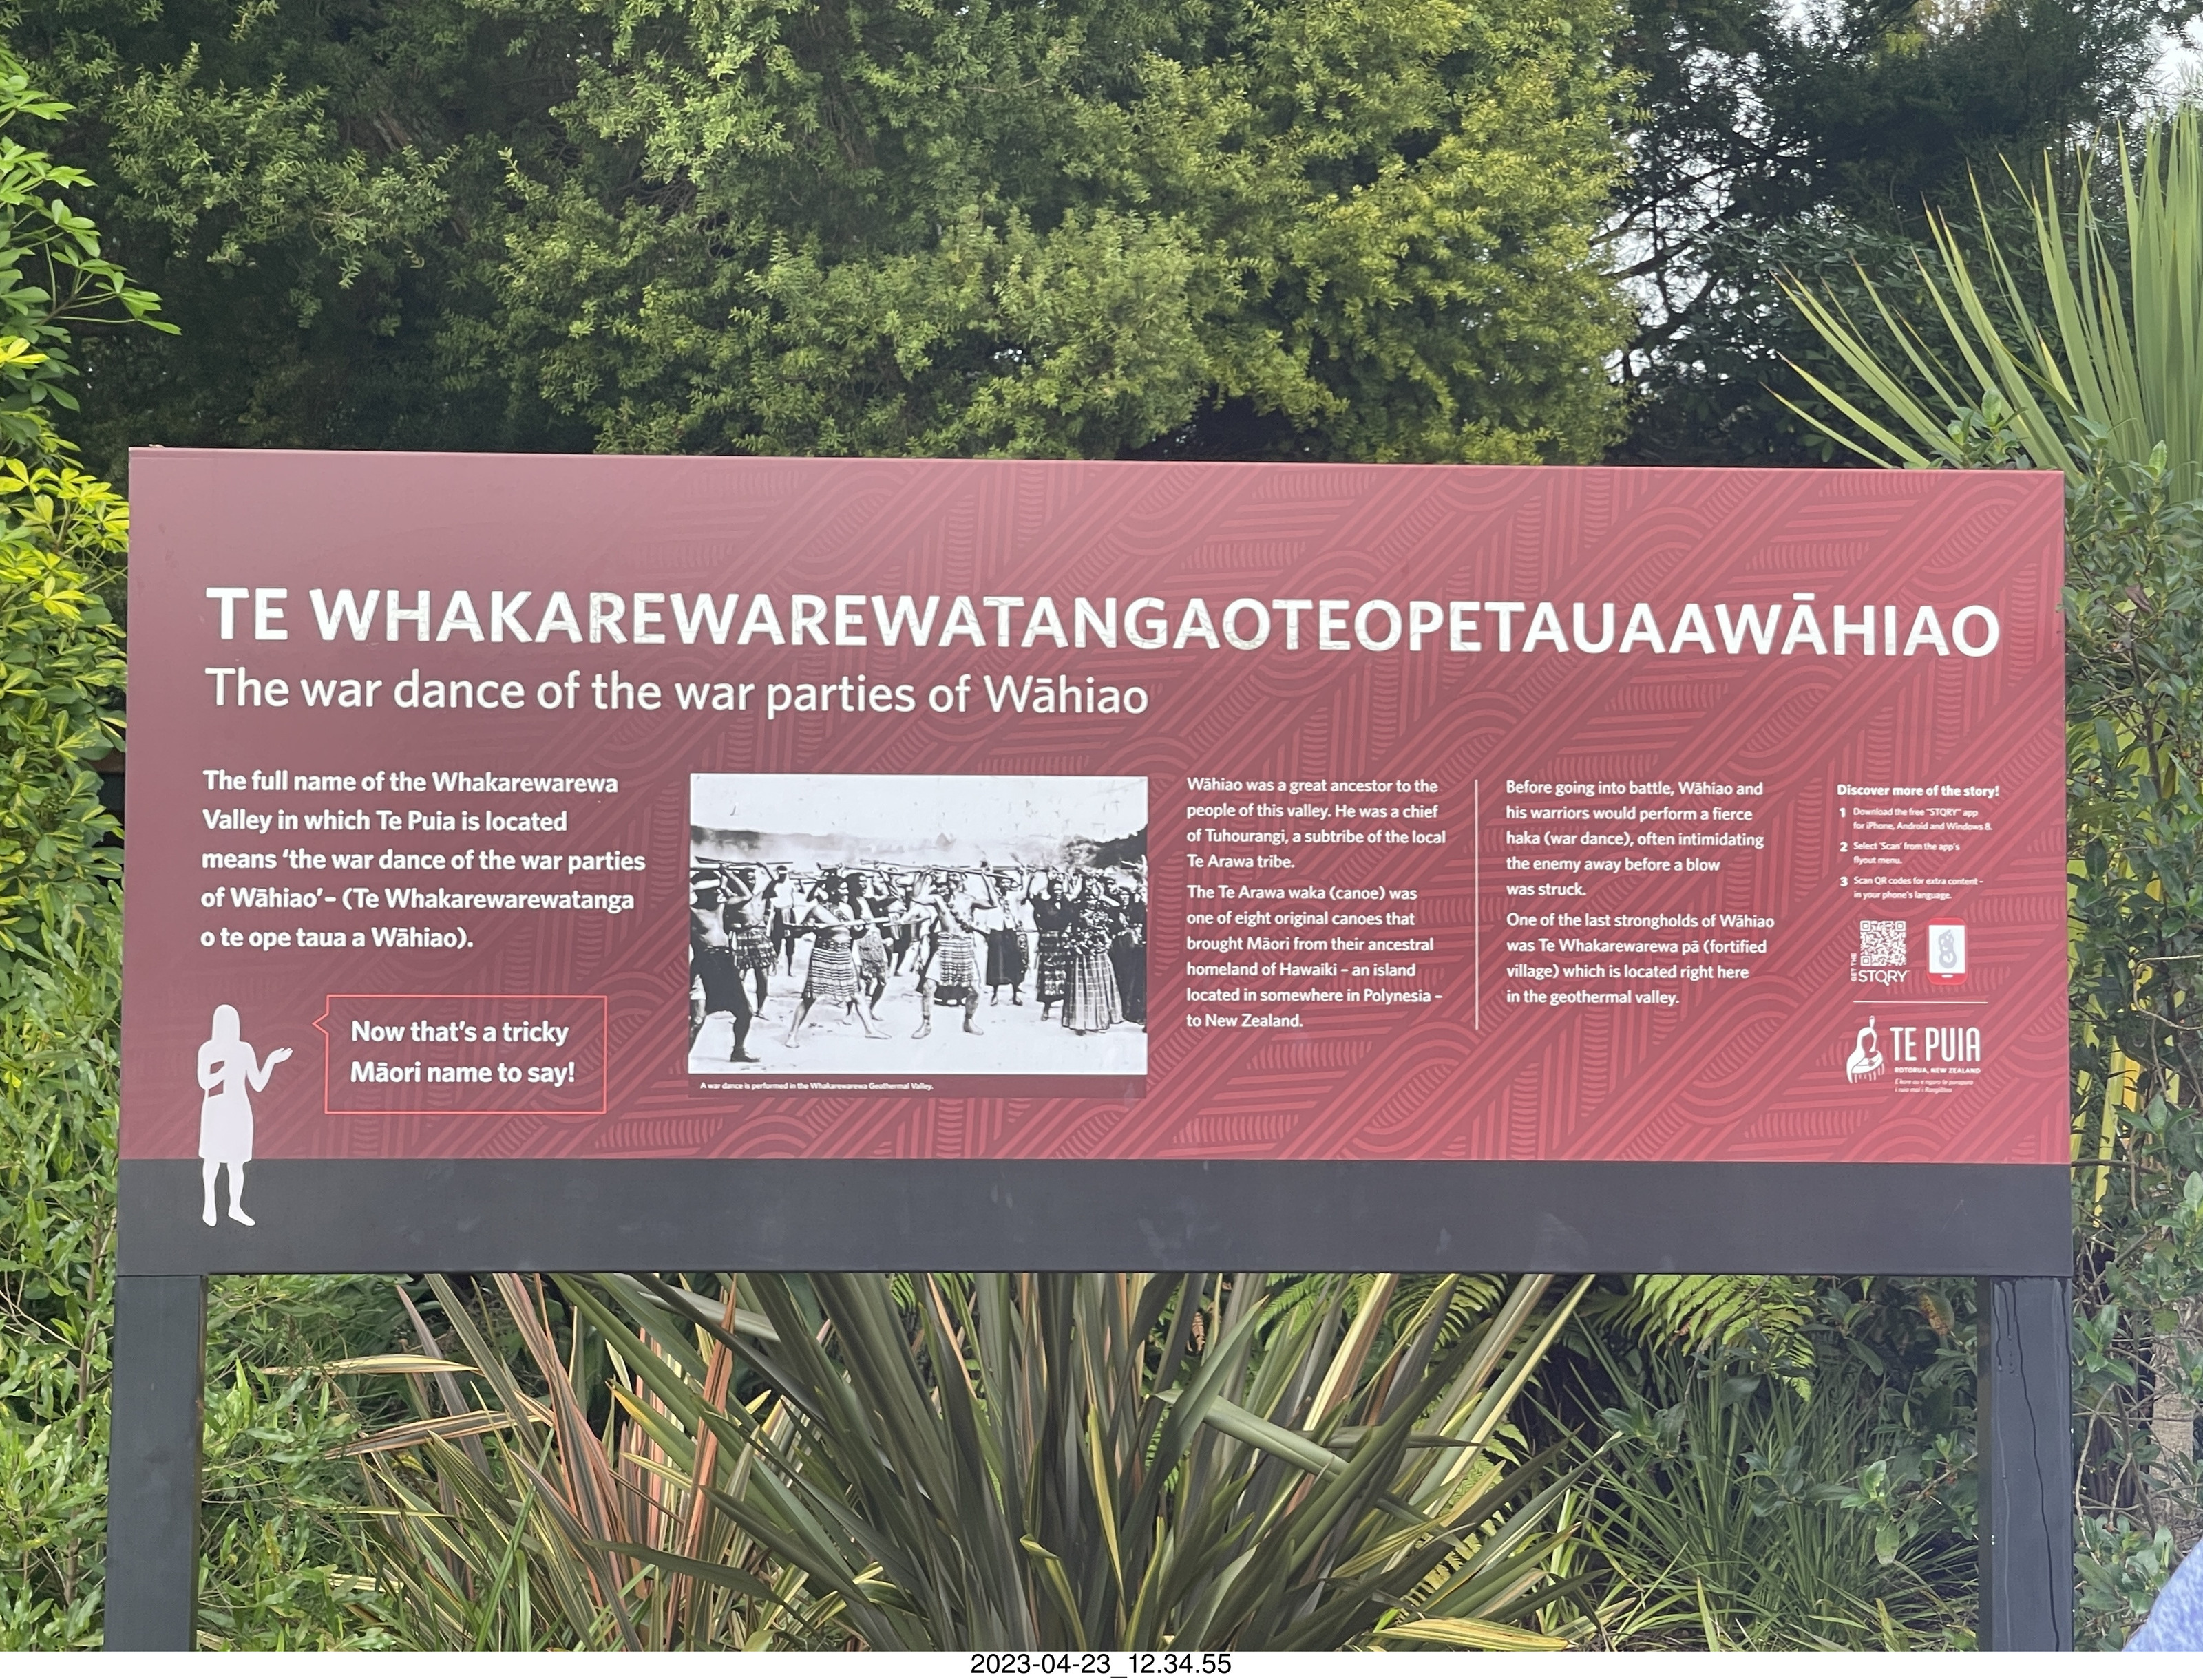 TE WHAKAREWAREWATANGAOTEOPETAUAAWĀHIAO
The war dance of the war parties of Wāhiao
The full name of the Whakarewarewa
Valley in which Te Puia is located
means ‘the war dance of the war parties
of Wāhiao’ – (Te Whakarewarewatanga
o te ope taua a Wāhiao).
Now that's a tricky
Māori name to say!
A war dance is performed in the Whakarewarewa Geothermal Valley.
Wāhiao was a great ancestor to the
people of this valley. He was a chief
of Tuhourangi, a subtribe of the local
Te Arawa tribe.
The Te Arawa waka (canoe) was
one of eight original canoes that
brought Māori from their ancestral
homeland of Hawaiki – an island
located in somewhere in Polynesia –
to New Zealand.
Before going into battle, Wāhiao and
his warriors would perform a fierce
haka (war dance), often intimidating
the enemy away before a blow
was struck.
One of the last strongholds of Wāhiao
was Te Whakarewarewa pā (fortified
village) which is located right here
in the geothermal valley.
Discover more of the story!
1 Download the free "STQRY" app
for iPhone, Android and Windows 8.
2 Select 'Scan' from the app's
flyout menu.
3 Scan QR codes for extra content -
in your phone's language.
GET THE
STQRY
TE PUIA
ROTORUA, NEW ZEALAND
E kore au e ngaro te purapura
i ruia mai i Rangiātea
2023-04-23_12.34.55